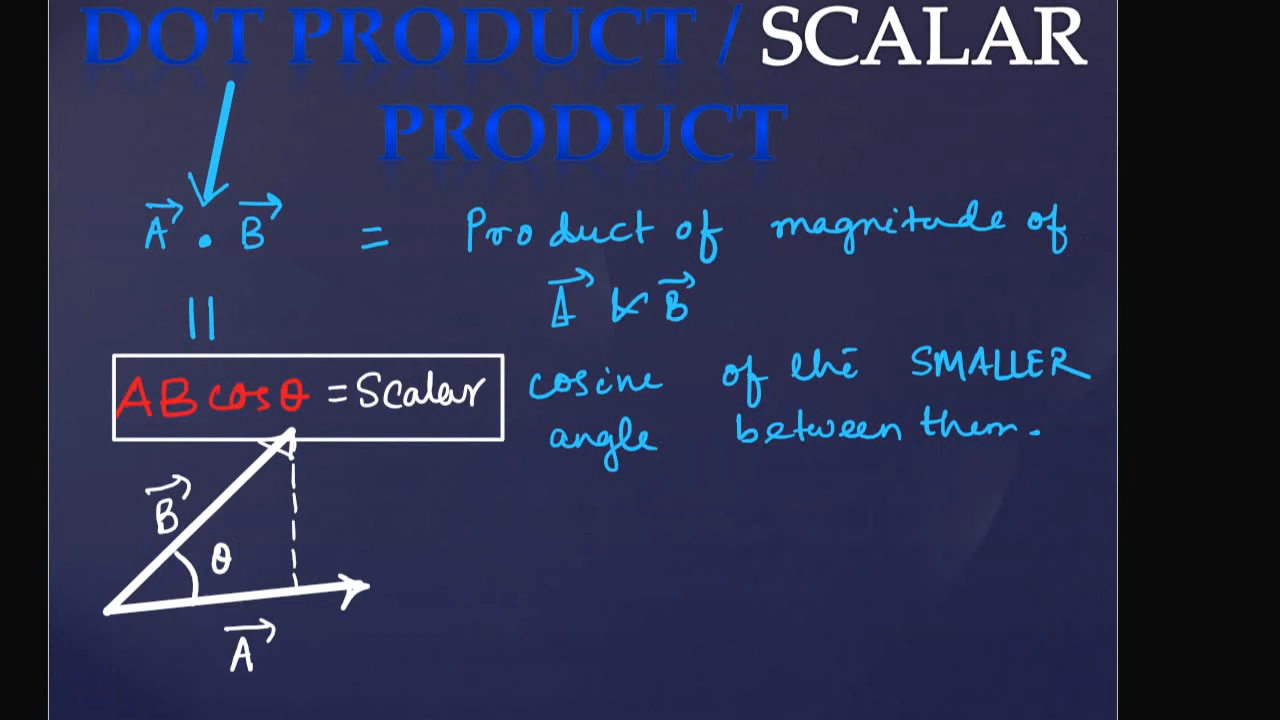 DOT PRODUCT / SCALAR
PRODUCT
A⃗ . B⃗ = Product of magnitude of
A⃗ & B⃗
||
cosine of the SMALLER
ABcosθ = Scalar
angle between them.
B⃗
θ
A⃗